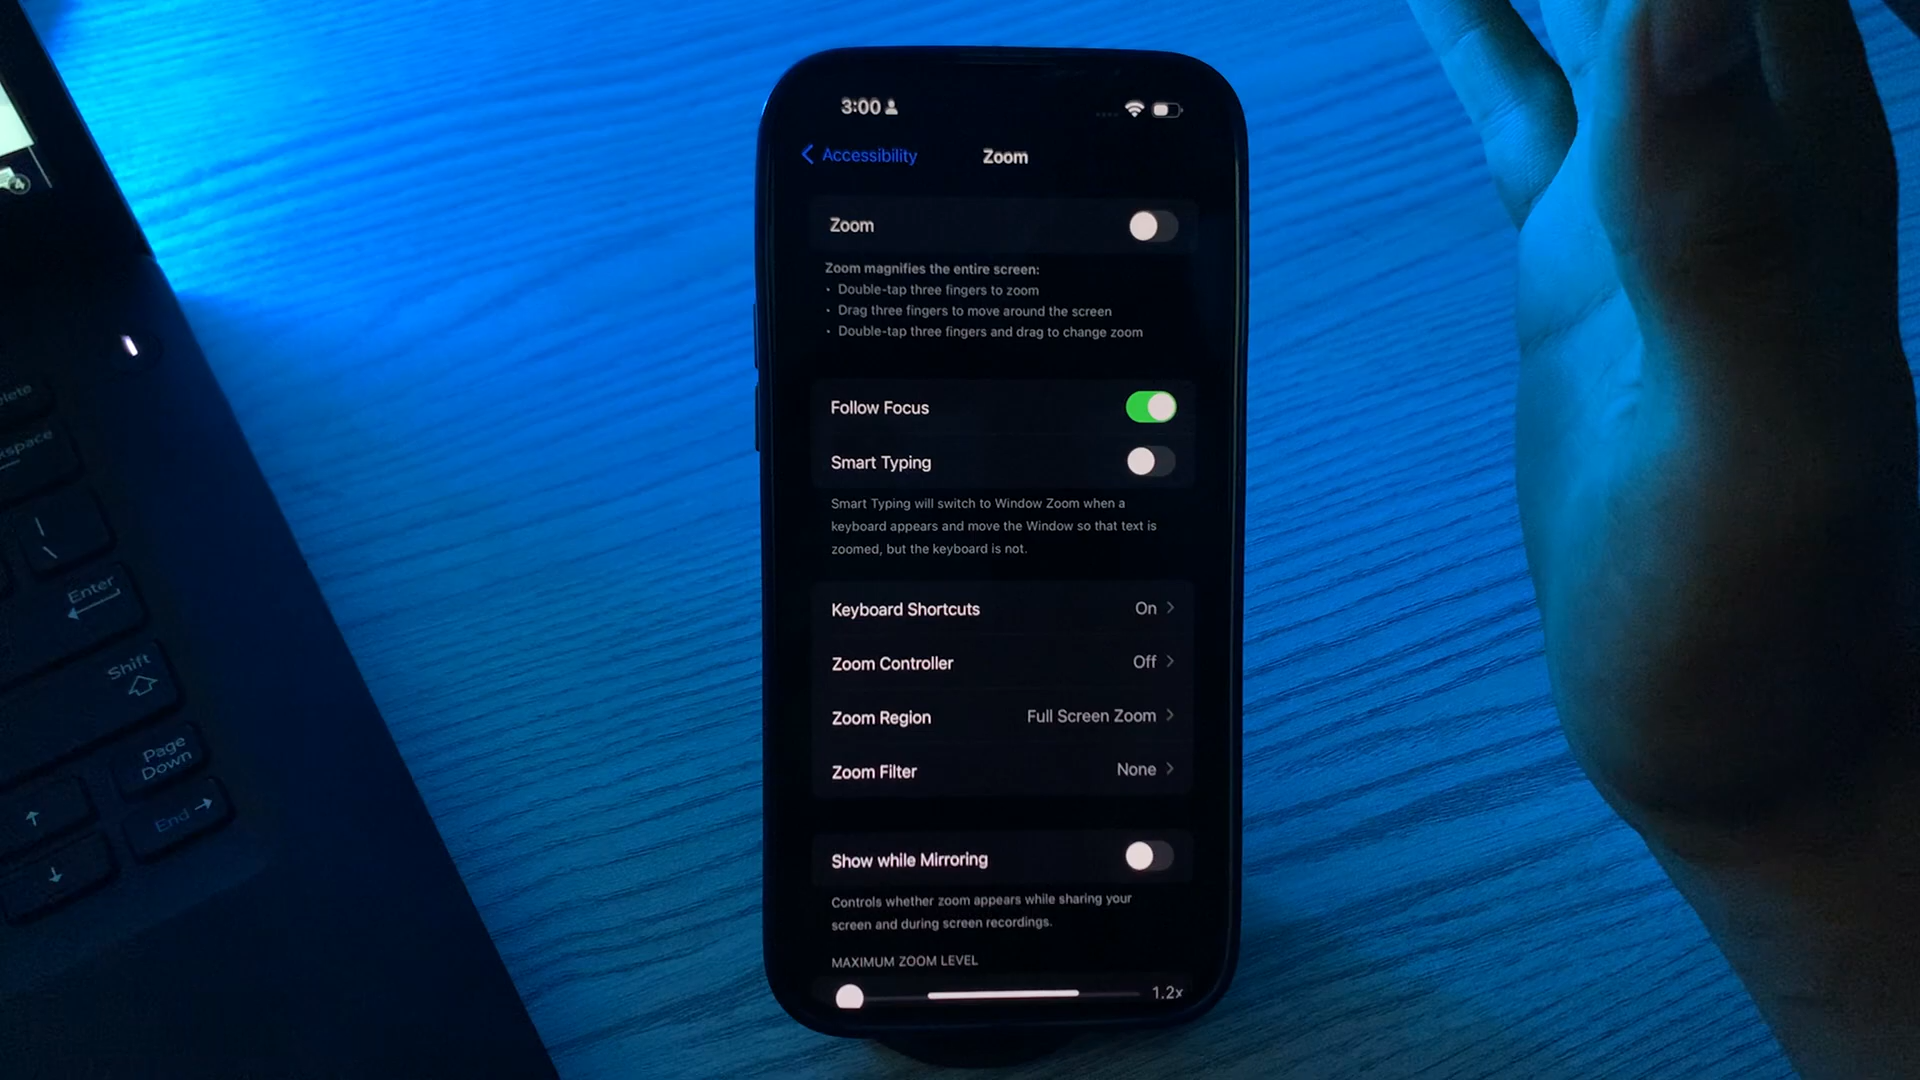 3:00
Accessibility
Zoom
Zoom
Zoom magnifies the entire screen:
• Double-tap three fingers to zoom
• Drag three fingers to move around the screen
• Double-tap three fingers and drag to change zoom
Follow Focus
Smart Typing
Smart Typing will switch to Window Zoom when a
keyboard appears and move the Window so that text is
zoomed, but the keyboard is not.
Keyboard Shortcuts On
Zoom Controller Off
Zoom Region Full Screen Zoom
Zoom Filter None
Show while Mirroring
Controls whether zoom appears while sharing your
screen and during screen recordings.
MAXIMUM ZOOM LEVEL
1.2x
4
elete
kspace
|
\
Enter
Shift
Page
Down
End